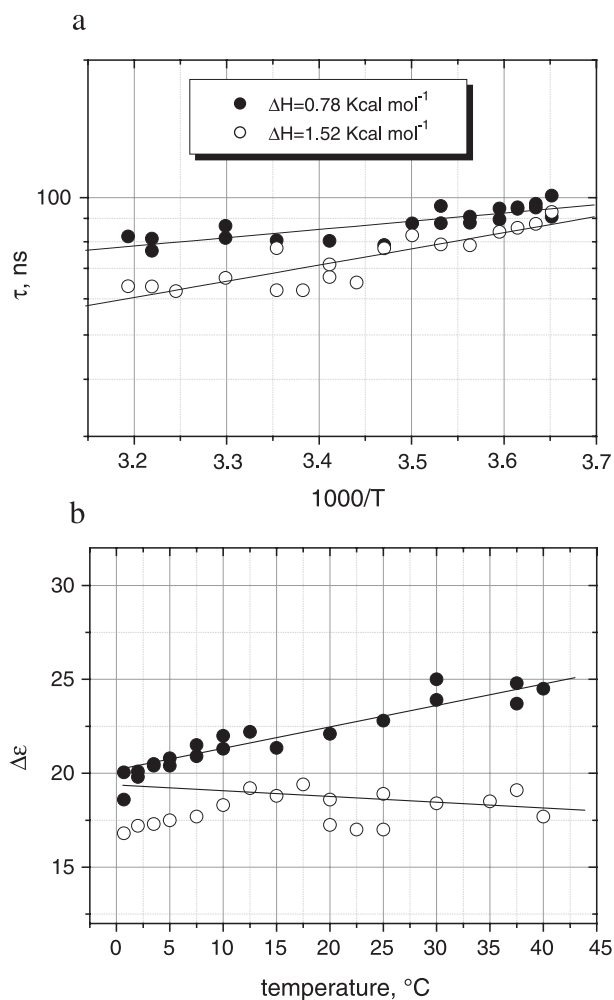 a
ΔH=0.78 Kcal mol⁻¹
ΔH=1.52 Kcal mol⁻¹
100
τ, ns
3.2 3.3 3.4 3.5 3.6 3.7
1000/T
b
30
25
20
15
Δε
0 5 10 15 20 25 30 35 40 45
temperature, °C